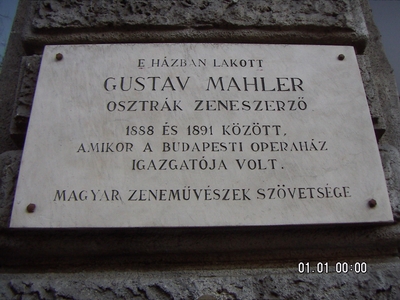 E HÁZBAN LAKOTT
GUSTAV MAHLER
OSZTRÁK ZENESZERZŐ
1888 ÉS 1891 KÖZÖTT,
AMIKOR A BUDAPESTI OPERAHÁZ
IGAZGATÓJA VOLT.
MAGYAR ZENEMŰVÉSZEK SZÖVETSÉGE
01.01 00:00